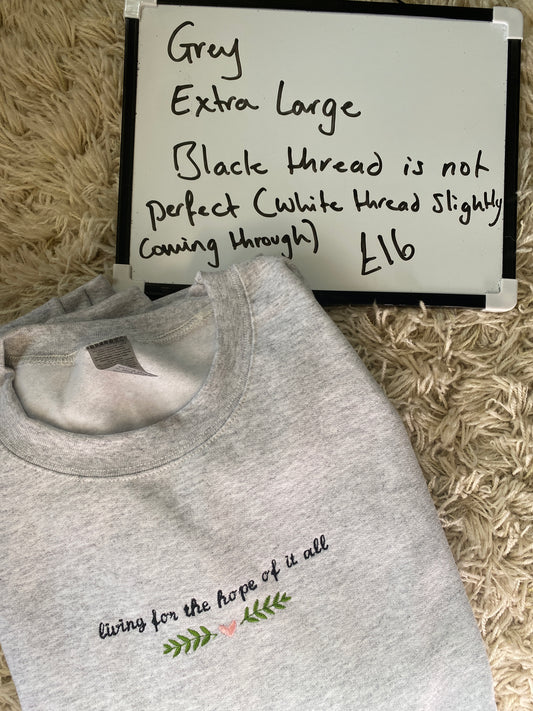 Grey
Extra Large
Black thread is not
perfect (white thread slightly
coming through) £16
living for the hope of it all